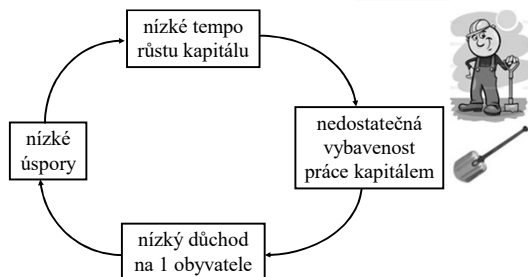 nízké tempo
růstu kapitálu
nedostatečná
vybavenost
práce kapitálem
nízký důchod
na 1 obyvatele
nízké
úspory